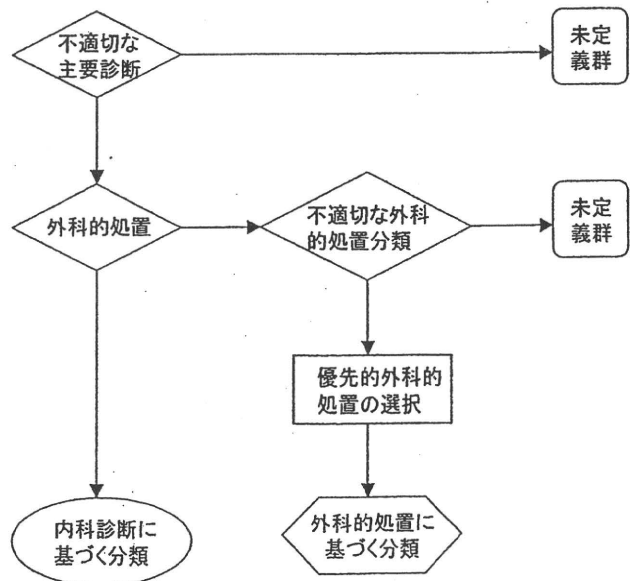 不適切な
主要診断
未定
義群
外科的処置
不適切な外科
的処置分類
未定
義群
優先的外科的
処置の選択
内科診断に
基づく分類
外科的処置に
基づく分類